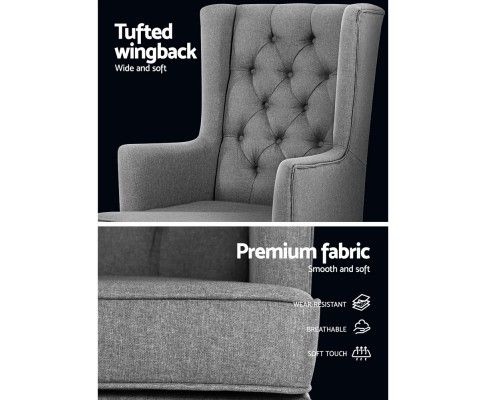 Tufted
wingback
Wide and soft
Premium fabric
Smooth and soft
WEAR RESISTANT
BREATHABLE
SOFT TOUCH